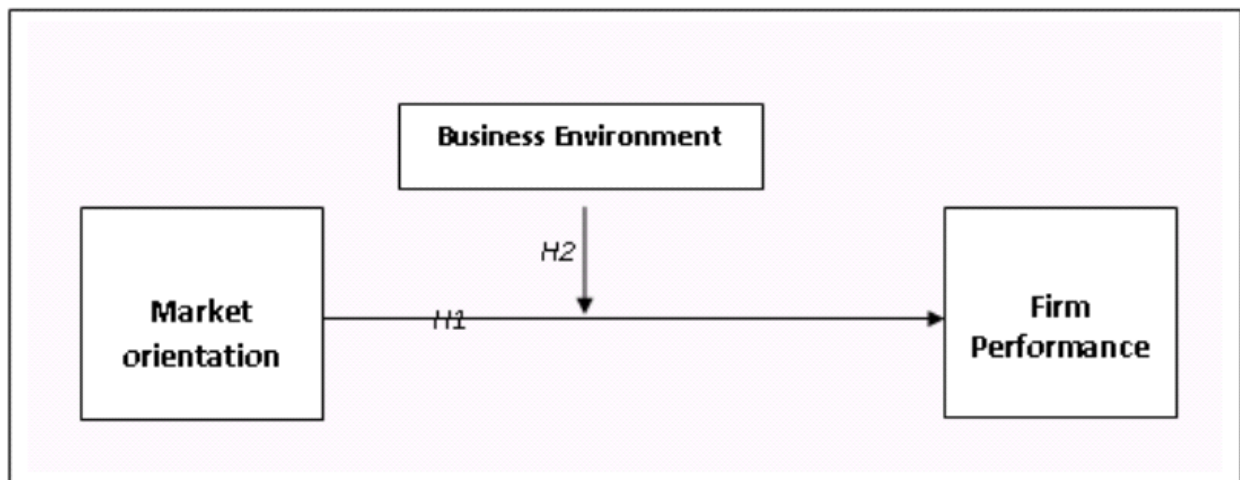 Business Environment
H2
H1
Market
orientation
Firm
Performance